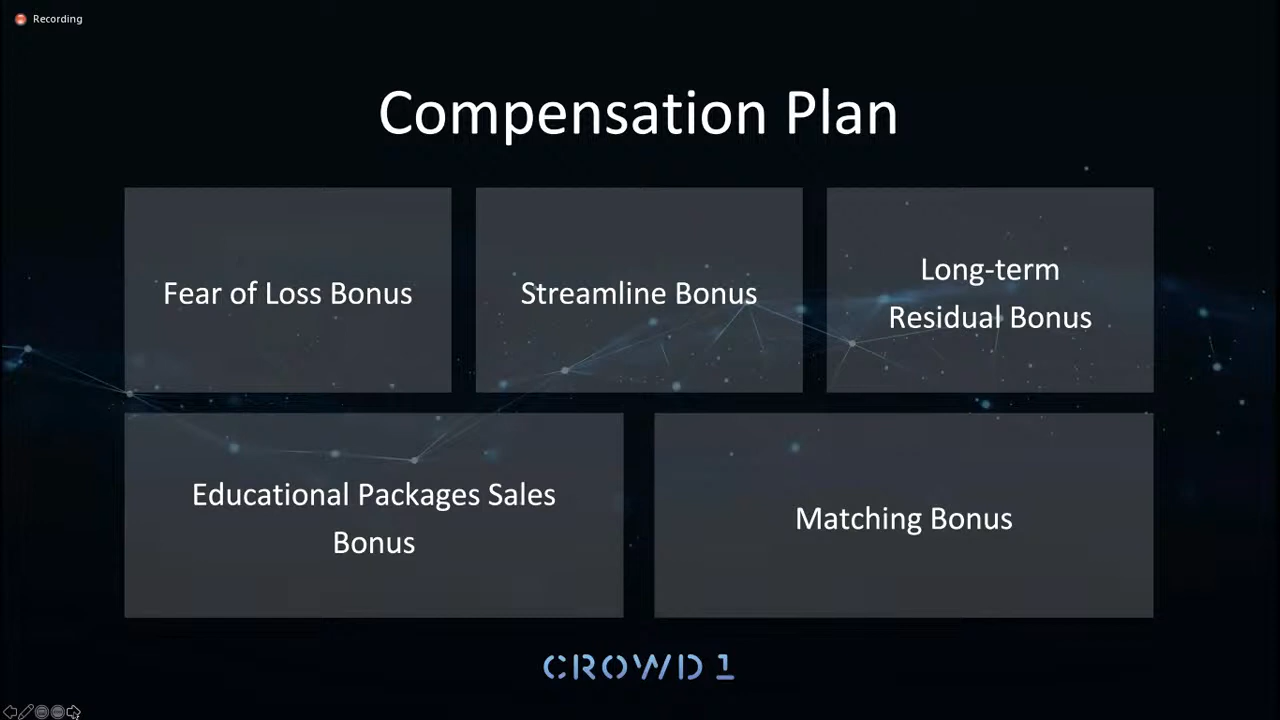 Recording
Compensation Plan
Fear of Loss Bonus
Streamline Bonus
Long-term
Residual Bonus
Educational Packages Sales
Bonus
Matching Bonus
CROWD 1